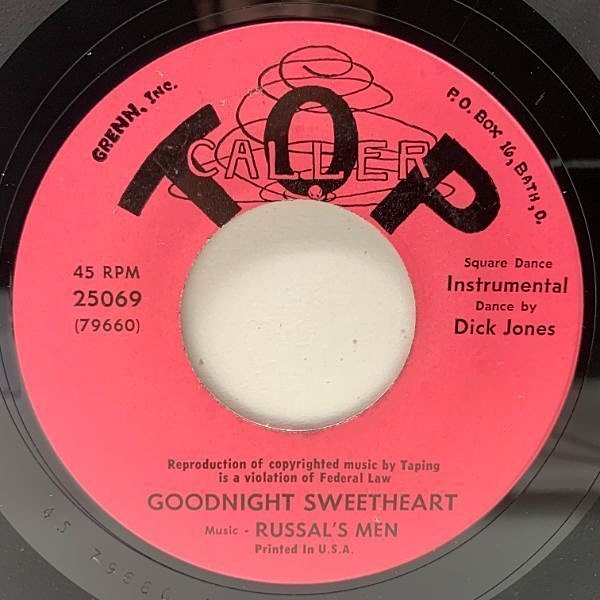 GRENN, INC.
TOP
CALLER
P.O. BOX 16, BATH, O.
45 RPM
25069
(79660)
Square Dance
Instrumental
Dance by
Dick Jones
Reproduction of copyrighted music by Taping
is a violation of Federal Law
GOODNIGHT SWEETHEART
Music - RUSSAL'S MEN
Printed in U.S.A.